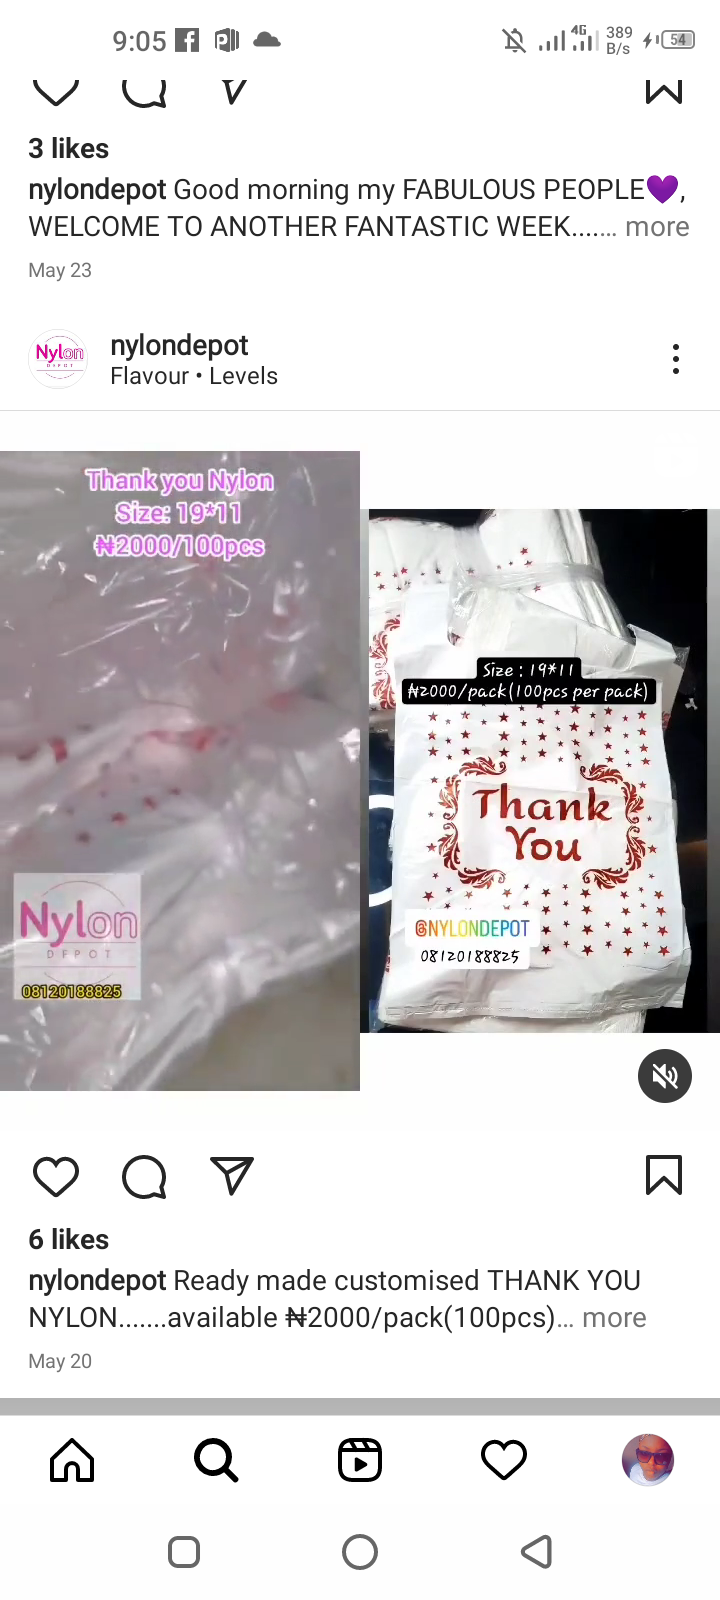 9:05
4G
389
B/s
54
3 likes
nylondepot Good morning my FABULOUS PEOPLE💜,
WELCOME TO ANOTHER FANTASTIC WEEK....... more
May 23
Nylon
DEPOT
nylondepot
Flavour • Levels
Thank you Nylon
Size: 19*11
₦2000/100pcs
Nylon
DEPOT
08120188825
Size : 19*11
₦2000/pack(100pcs per pack)
Thank
You
@NYLONDEPOT
08120188825
6 likes
nylondepot Ready made customised THANK YOU
NYLON.......available ₦2000/pack(100pcs)... more
May 20